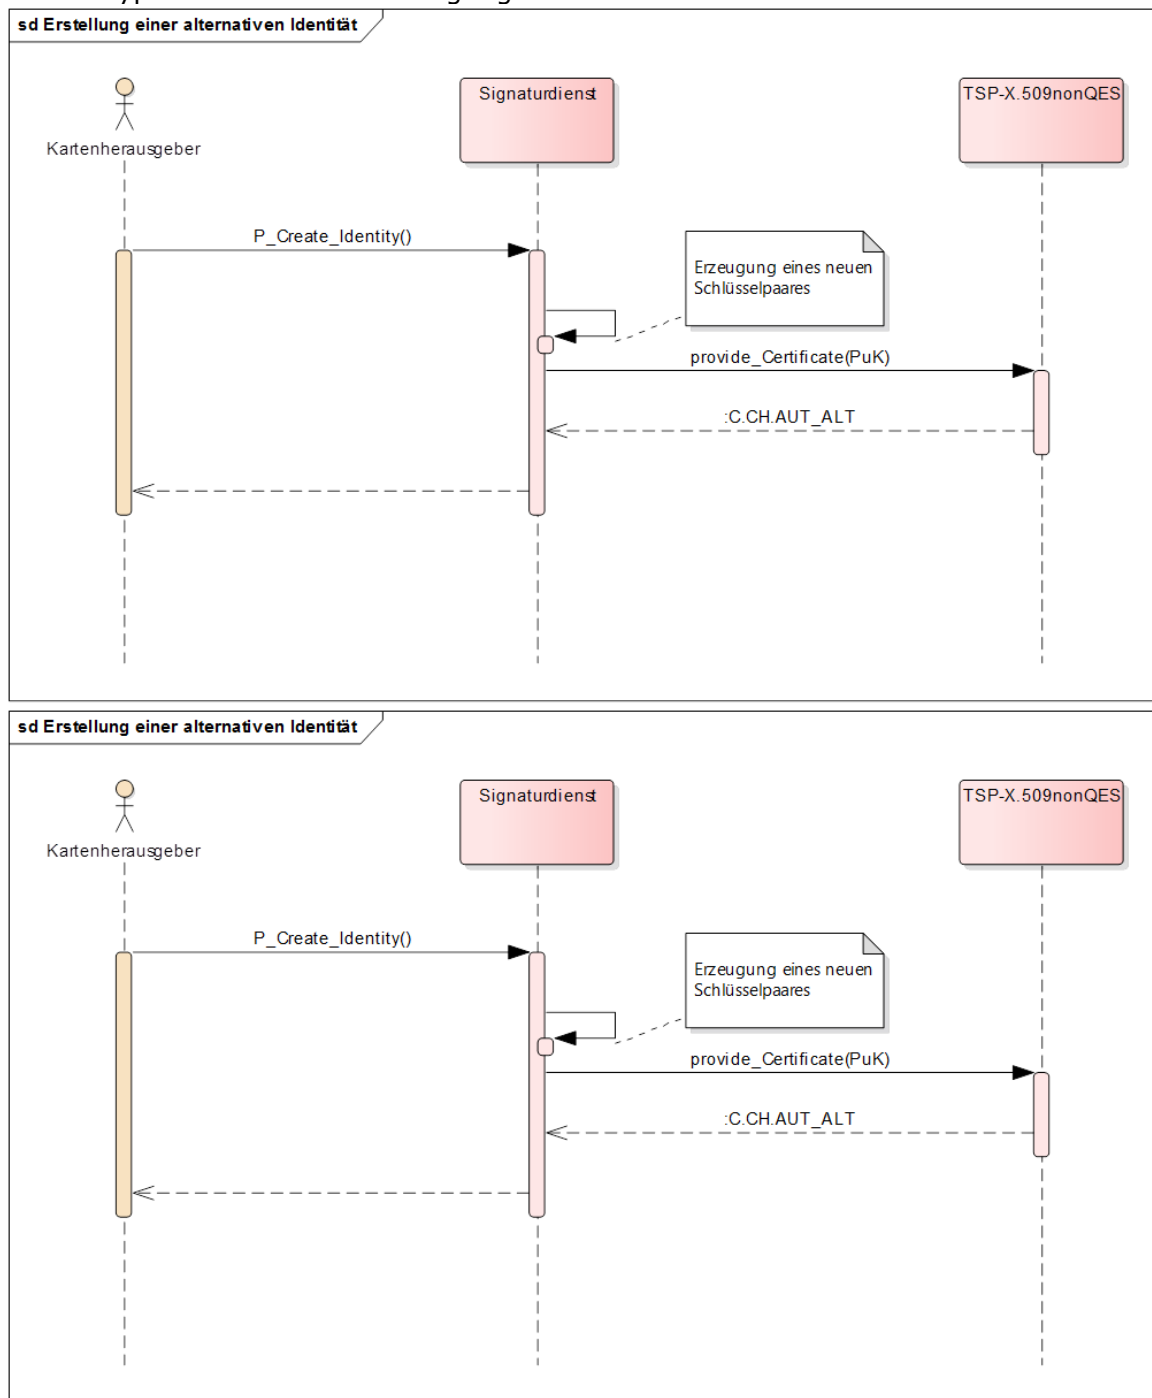 sd Erstellung einer alternativen Identität
Signaturdienst
TSP-X.509nonQES
Kartenherausgeber
P_Create_Identity()
Erzeugung eines neuen
Schlüsselpaares
provide_Certificate(PuK)
:C.CH.AUT_ALT
sd Erstellung einer alternativen Identität
Signaturdienst
TSP-X.509nonQES
Kartenherausgeber
P_Create_Identity()
Erzeugung eines neuen
Schlüsselpaares
provide_Certificate(PuK)
:C.CH.AUT_ALT